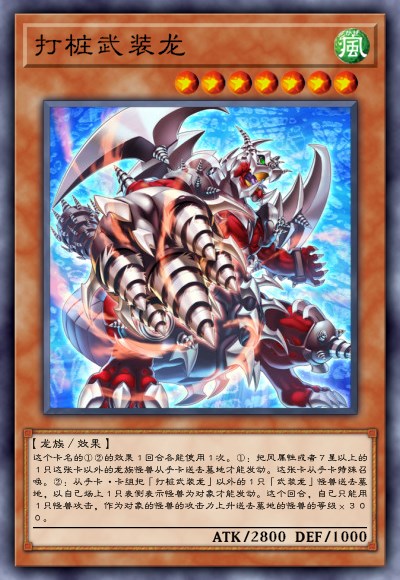 打桩武装龙
風
【龙族／效果】
这个卡名的①②的效果1回合各能使用1次。①：把风属性或者7星以上的
1只这张卡以外的龙族怪兽从手卡送去墓地才能发动。这张卡从手卡特殊召
唤。②：从手卡·卡组把「打桩武装龙」以外的1只「武装龙」怪兽送去墓
地，以自己场上1只表侧表示怪兽为对象才能发动。这个回合，自己只能用
1只怪兽攻击，作为对象的怪兽的攻击力上升送去墓地的怪兽的等级×３０
０。
ATK/2800 DEF/1000